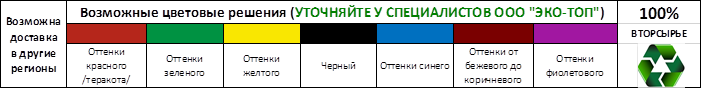 Возможна
доставка
в другие
регионы
Возможные цветовые решения (УТОЧНЯЙТЕ У СПЕЦИАЛИСТОВ ООО "ЭКО-ТОП")
Оттенки
красного
/теракота/
Оттенки
зеленого
Оттенки
желтого
Черный
Оттенки синего
Оттенки от
бежевого до
коричневого
Оттенки
фиолетового
100%
ВТОРСЫРЬЕ